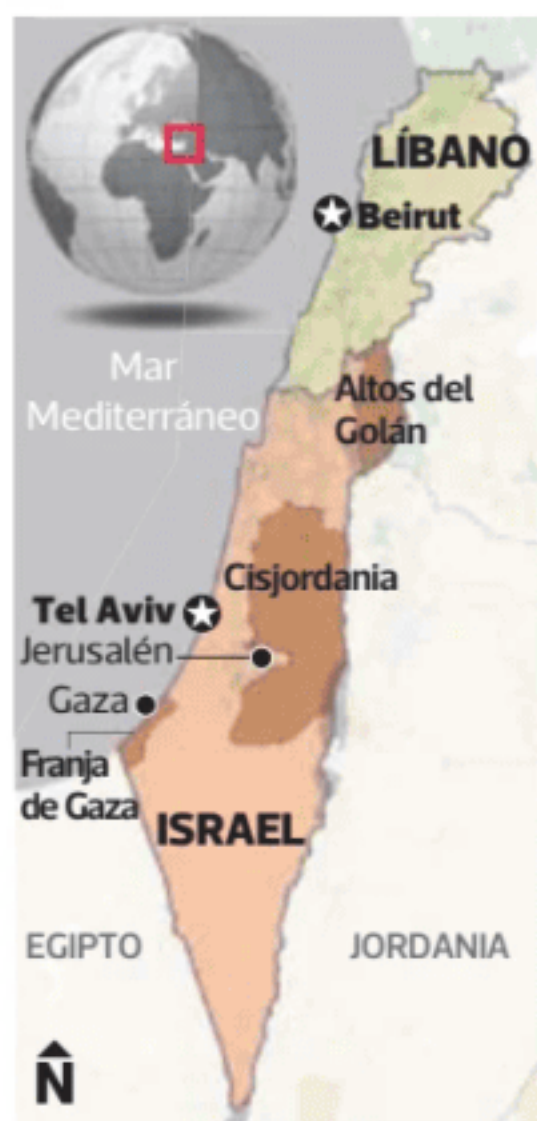 LÍBANO
Beirut
Mar
Mediterráneo
Altos del
Golán
Cisjordania
Tel Aviv
Jerusalén
Gaza
Franja
de Gaza
ISRAEL
EGIPTO
JORDANIA
N